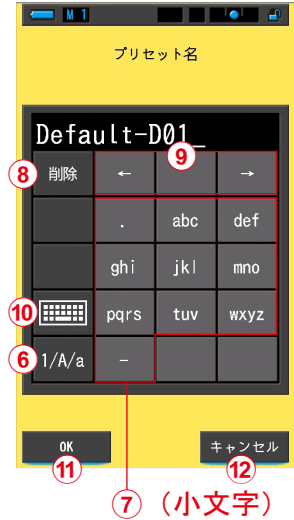 M 1
プリセット名
Default-D01_
⑨
⑧ 削除 ← →
. abc def
ghi jkl mno
⑩ pqrs tuv wxyz
⑥ 1/A/a –
OK キャンセル
⑪ ⑫
⑦ (小文字)